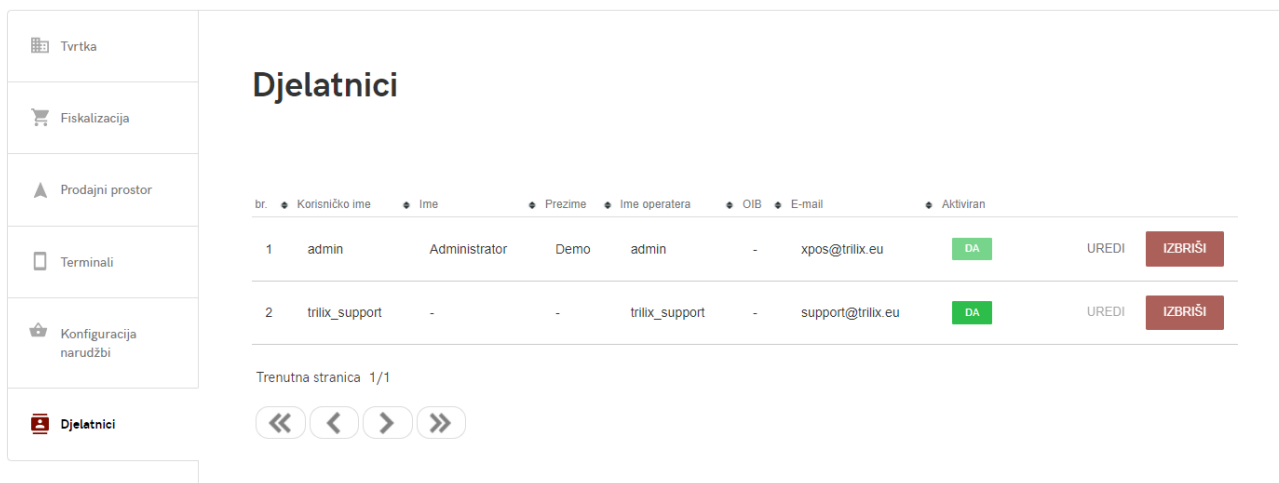 Tvrtka
Fiskalizacija
Prodajni prostor
Terminali
Konfiguracija
narudžbi
Djelatnici
Djelatnici
br. Korisničko ime Ime Prezime Ime operatera OIB E-mail Aktiviran
1 admin Administrator Demo admin - xpos@trilix.eu DA UREDI IZBRIŠI
2 trilix_support - - trilix_support - support@trilix.eu DA UREDI IZBRIŠI
Trenutna stranica 1/1